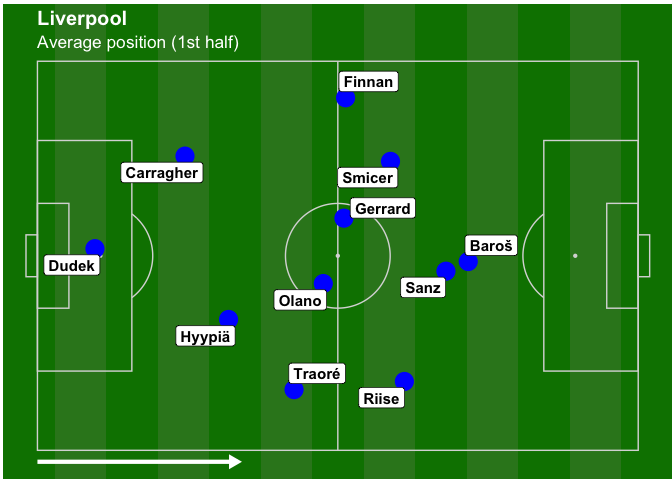 Liverpool
Average position (1st half)
Finnan
Carragher
Smicer
Gerrard
Baroš
Dudek
Sanz
Olano
Hyypiä
Traoré
Riise